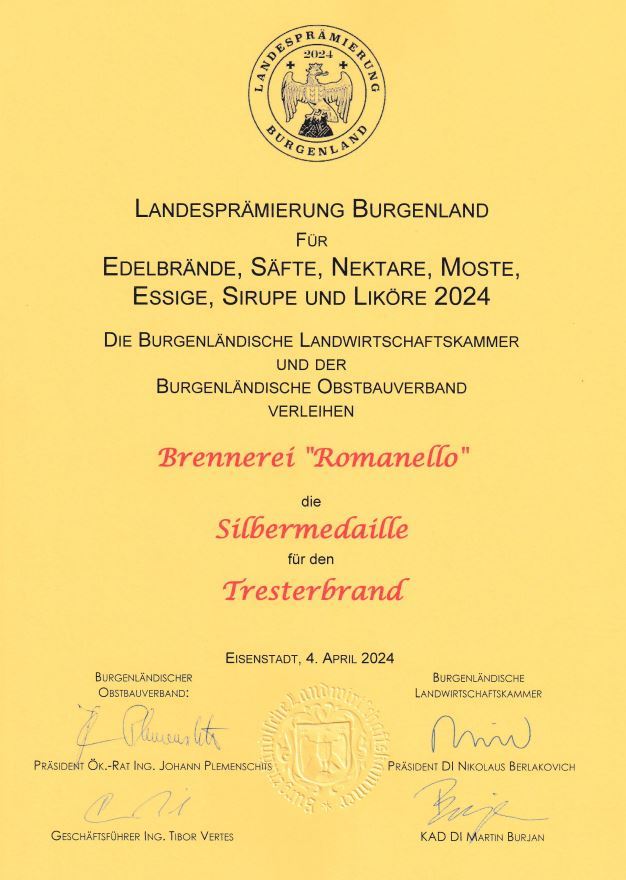 LANDESPRÄMIERUNG
2024
BURGENLAND
LANDESPRÄMIERUNG BURGENLAND
FÜR
EDELBRÄNDE, SÄFTE, NEKTARE, MOSTE,
ESSIGE, SIRUPE UND LIKÖRE 2024
DIE BURGENLÄNDISCHE LANDWIRTSCHAFTSKAMMER
UND DER
BURGENLÄNDISCHE OBSTBAUVERBAND
VERLEIHEN
Brennerei "Romanello"
die
Silbermedaille
für den
Tresterbrand
EISENSTADT, 4. APRIL 2024
BURGENLÄNDISCHER
OBSTBAUVERBAND:
PRÄSIDENT ÖK.-RAT ING. JOHANN PLEMENSCHITS
GESCHÄFTSFÜHRER ING. TIBOR VERTES
Burgenländische Landwirtschaftskammer
BURGENLÄNDISCHE
LANDWIRTSCHAFTSKAMMER
PRÄSIDENT DI NIKOLAUS BERLAKOVICH
KAD DI MARTIN BURJAN